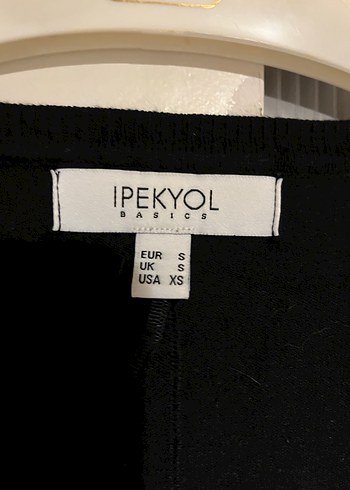 IPEKYOL
BASICS
EUR S
UK S
USA XS